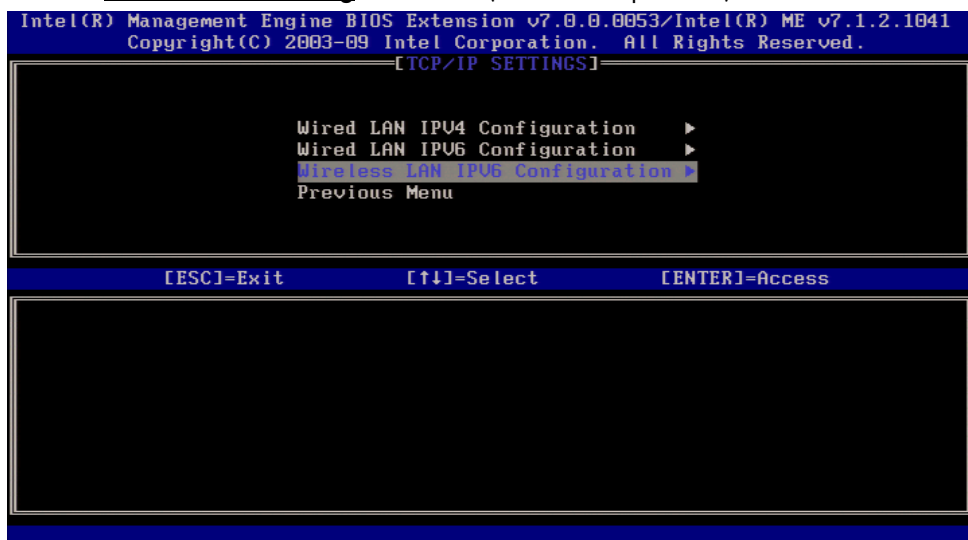 Intel(R) Management Engine BIOS Extension v7.0.0.0053/Intel(R) ME v7.1.2.1041
Copyright(C) 2003-09 Intel Corporation. All Rights Reserved.
[TCP/IP SETTINGS]
Wired LAN IPV4 Configuration ►
Wired LAN IPV6 Configuration ►
Wireless LAN IPV6 Configuration ►
Previous Menu
[ESC]=Exit [↑↓]=Select [ENTER]=Access